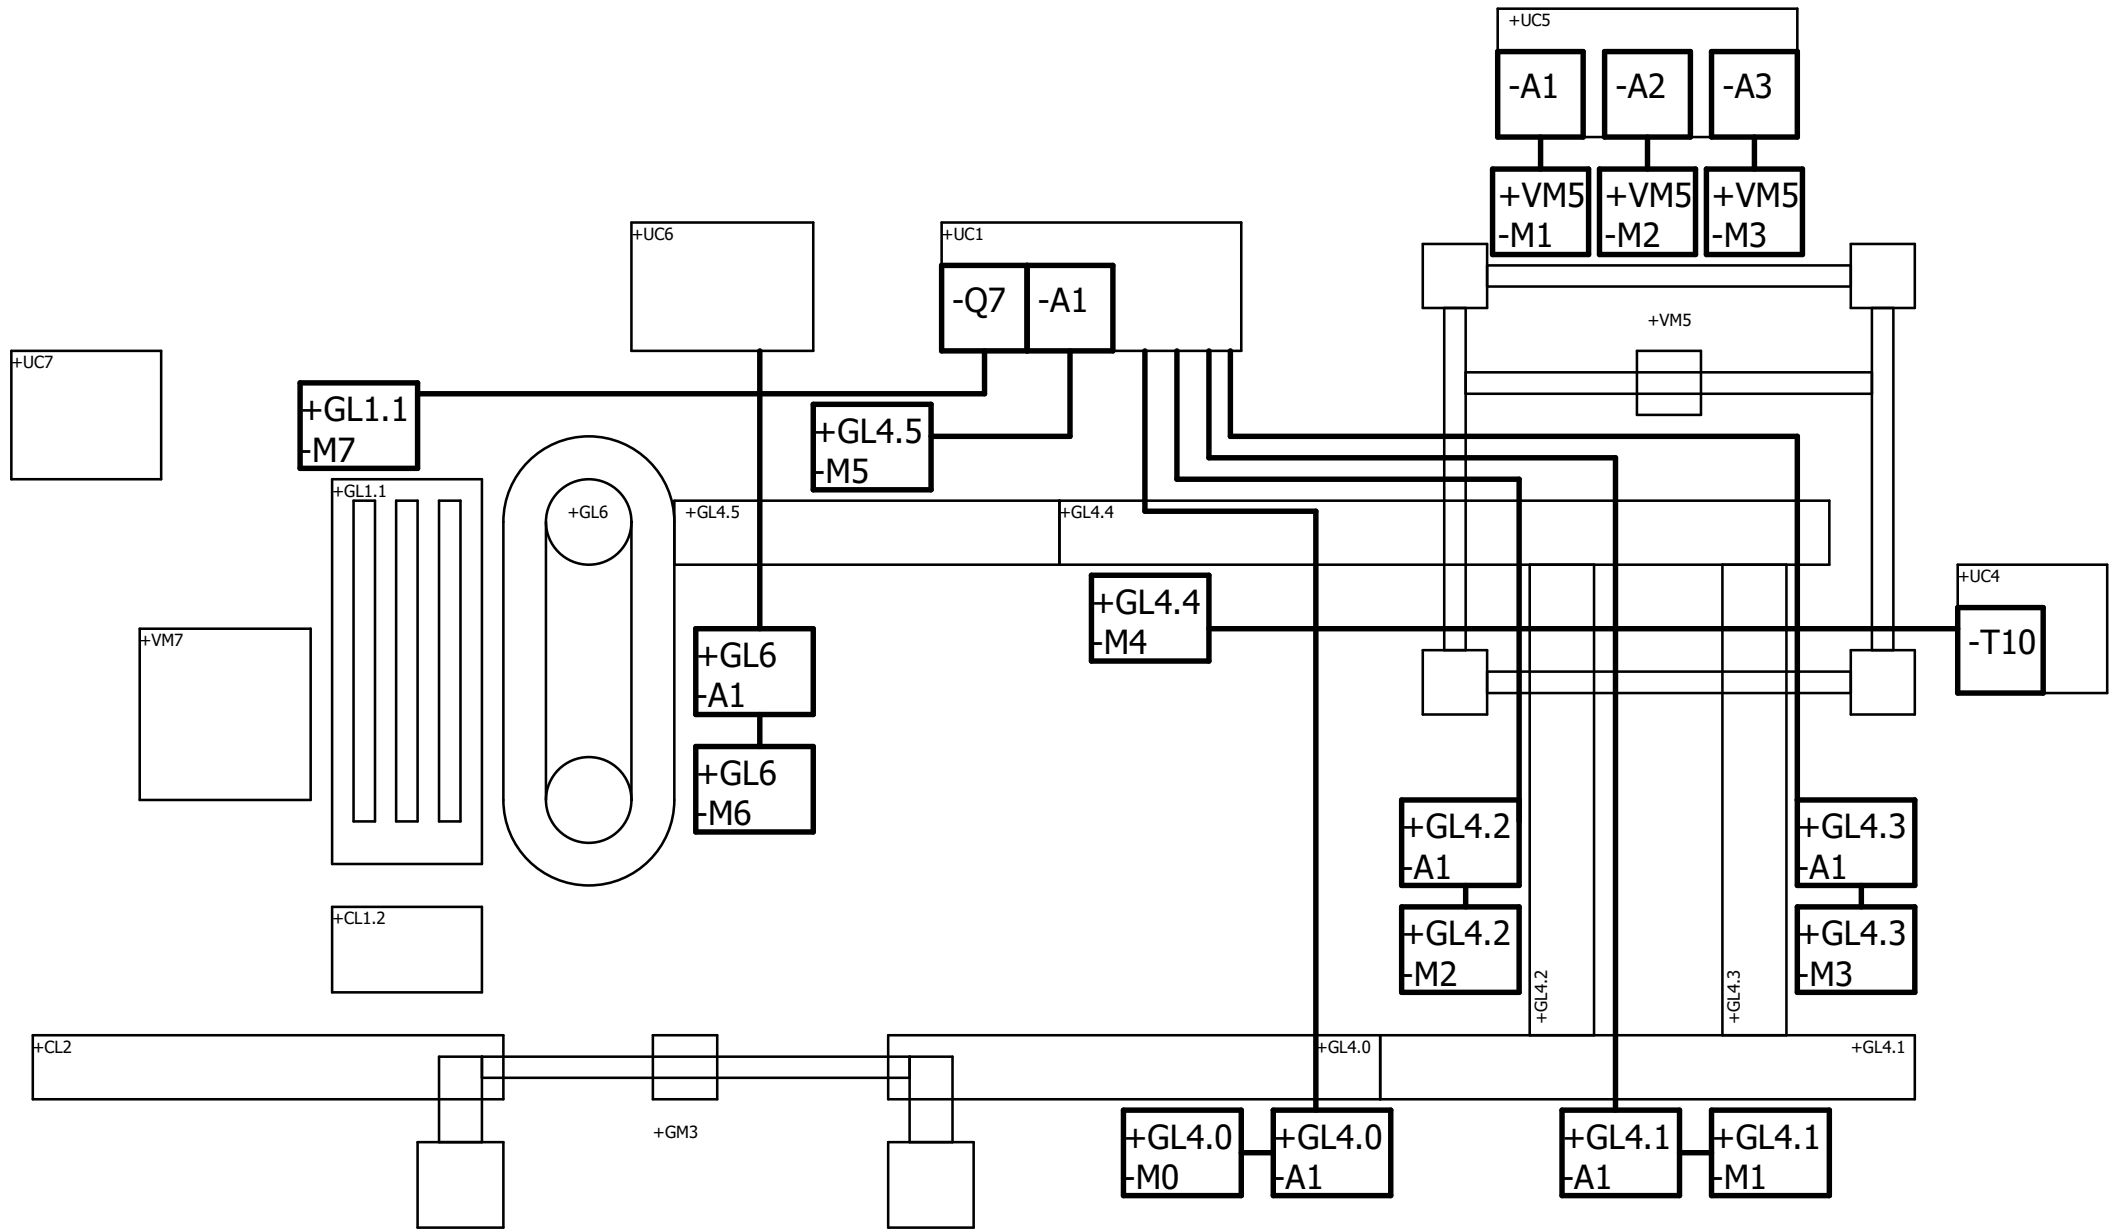 +UC5
-A1
-A2
-A3
+VM5
-M1
+VM5
-M2
+VM5
-M3
+UC6
+UC1
-Q7
-A1
+VM5
+UC7
+GL1.1
-M7
+GL4.5
-M5
+GL1.1
+GL6
+GL4.5
+GL4.4
+GL4.4
-M4
+UC4
-T10
+VM7
+GL6
-A1
+GL6
-M6
+GL4.2
-A1
+GL4.3
-A1
+CL1.2
+GL4.2
-M2
+GL4.2
+GL4.3
+GL4.3
-M3
+CL2
+GL4.0
+GL4.1
+GM3
+GL4.0
-M0
+GL4.0
-A1
+GL4.1
-A1
+GL4.1
-M1